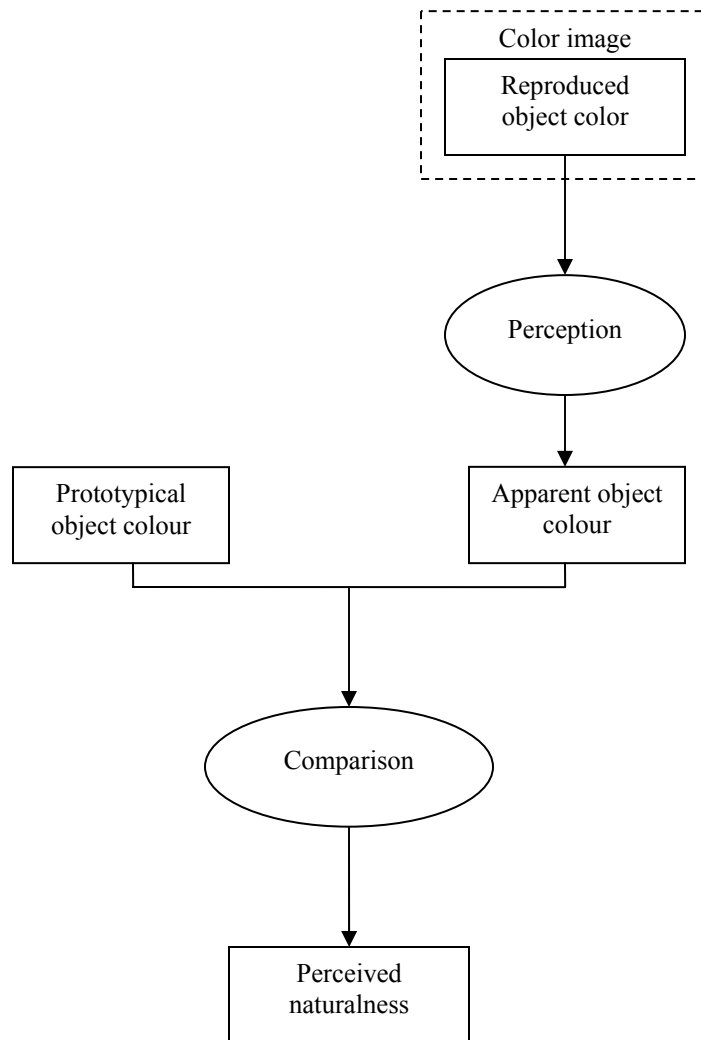 Color image
Reproduced
object color
Perception
Prototypical
object colour
Apparent object
colour
Comparison
Perceived
naturalness